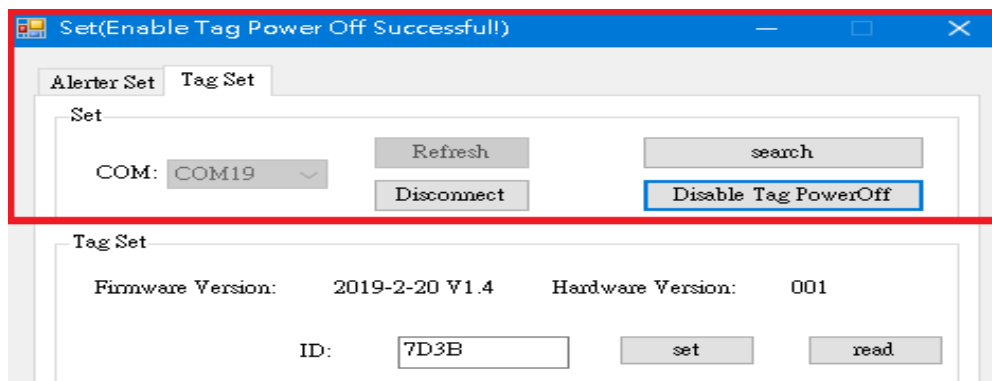 Set(Enable Tag Power Off Successful!)
Alerter Set Tag Set
Set
Refresh search
COM: COM19
Disconnect Disable Tag PowerOff
Tag Set
Firmware Version: 2019-2-20 V1.4 Hardware Version: 001
ID: 7D3B set read